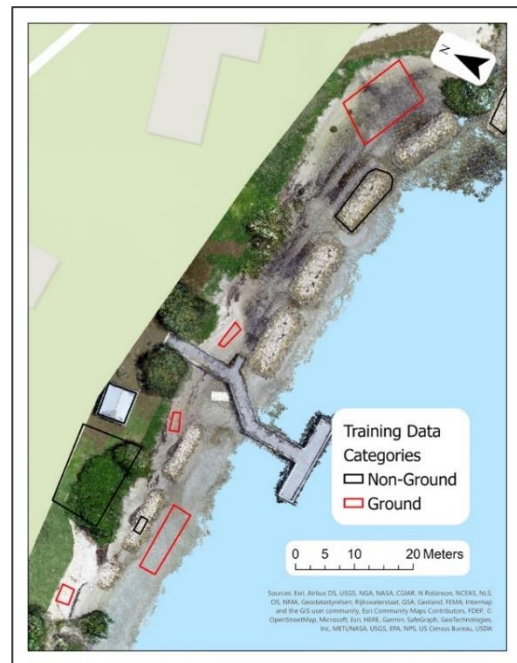 N
Training Data
Categories
Non-Ground
Ground
0 5 10 20 Meters
Sources: Esri, Airbus DS, USGS, NGA, NASA, CGIAR, N Robinson, NCEAS, NLS,
OS, NMA, Geodatastyrelsen, Rijkswaterstaat, GSA, Geoland, FEMA, Intermap
and the GIS user community, Esri Community Maps Contributors, FDEP, ©
OpenStreetMap, Microsoft, Esri, HERE, Garmin, SafeGraph, GeoTechnologies,
Inc, METI/NASA, USGS, EPA, NPS, US Census Bureau, USDA